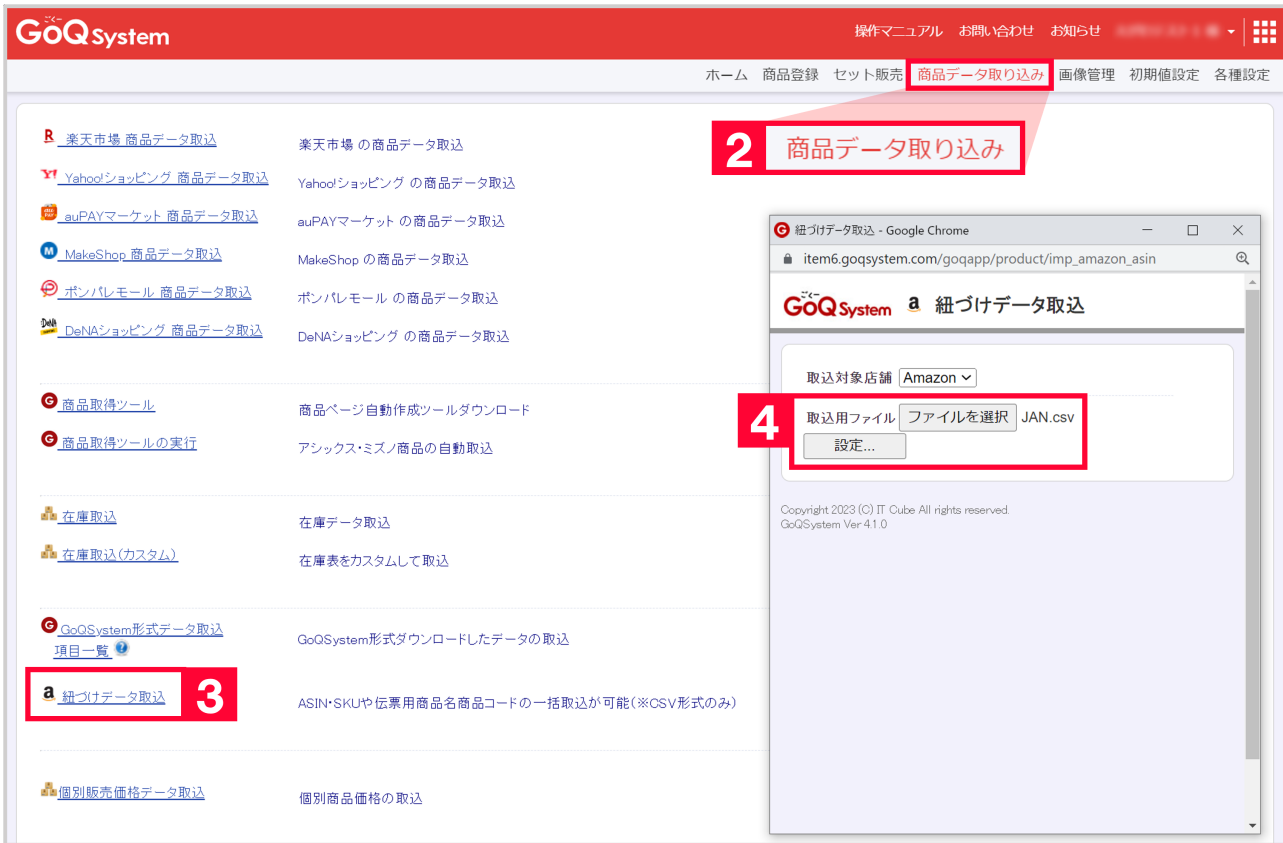 ごくー
GoQSystem
操作マニュアル お問い合わせ お知らせ
ホーム 商品登録 セット販売 商品データ取り込み 画像管理 初期値設定 各種設定
2 商品データ取り込み
楽天市場 商品データ取込 楽天市場 の商品データ取込
Yahoo!ショッピング 商品データ取込 Yahoo!ショッピング の商品データ取込
auPAYマーケット 商品データ取込 auPAYマーケット の商品データ取込
MakeShop 商品データ取込 MakeShop の商品データ取込
ポンパレモール 商品データ取込 ポンパレモール の商品データ取込
DeNAショッピング 商品データ取込 DeNAショッピング の商品データ取込
商品取得ツール 商品ページ自動作成ツールダウンロード
商品取得ツールの実行 アシックス・ミズノ商品の自動取込
在庫取込 在庫データ取込
在庫取込(カスタム) 在庫表をカスタムして取込
GoQSystem形式データ取込 GoQSystem形式ダウンロードしたデータの取込
項目一覧
a 紐づけデータ取込 3 ASIN・SKUや伝票用商品名商品コードの一括取込が可能(※CSV形式のみ)
個別販売価格データ取込 個別商品価格の取込
紐づけデータ取込 - Google Chrome
item6.goqsystem.com/goqapp/product/imp_amazon_asin
ごくー
GoQSystem a 紐づけデータ取込
取込対象店舗 Amazon
4 取込用ファイル ファイルを選択 JAN.csv
設定...
Copyright 2023 (C) IT Cube All rights reserved.
GoQSystem Ver 4.1.0